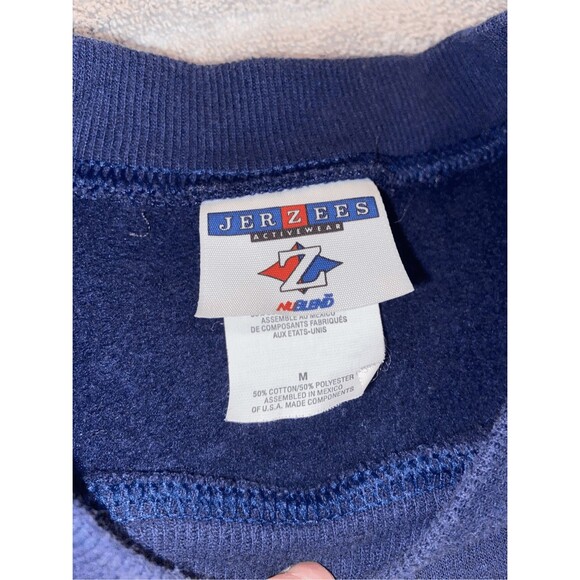 JERZEES
ACTIVEWEAR
Z
NUBLEND
ASSEMBLE AU MEXICO
DE COMPOSANTS FABRIQUÉS
AUX ETATS-UNIS
M
50% COTTON/50% POLYESTER
ASSEMBLED IN MEXICO
OF U.S.A. MADE COMPONENTS